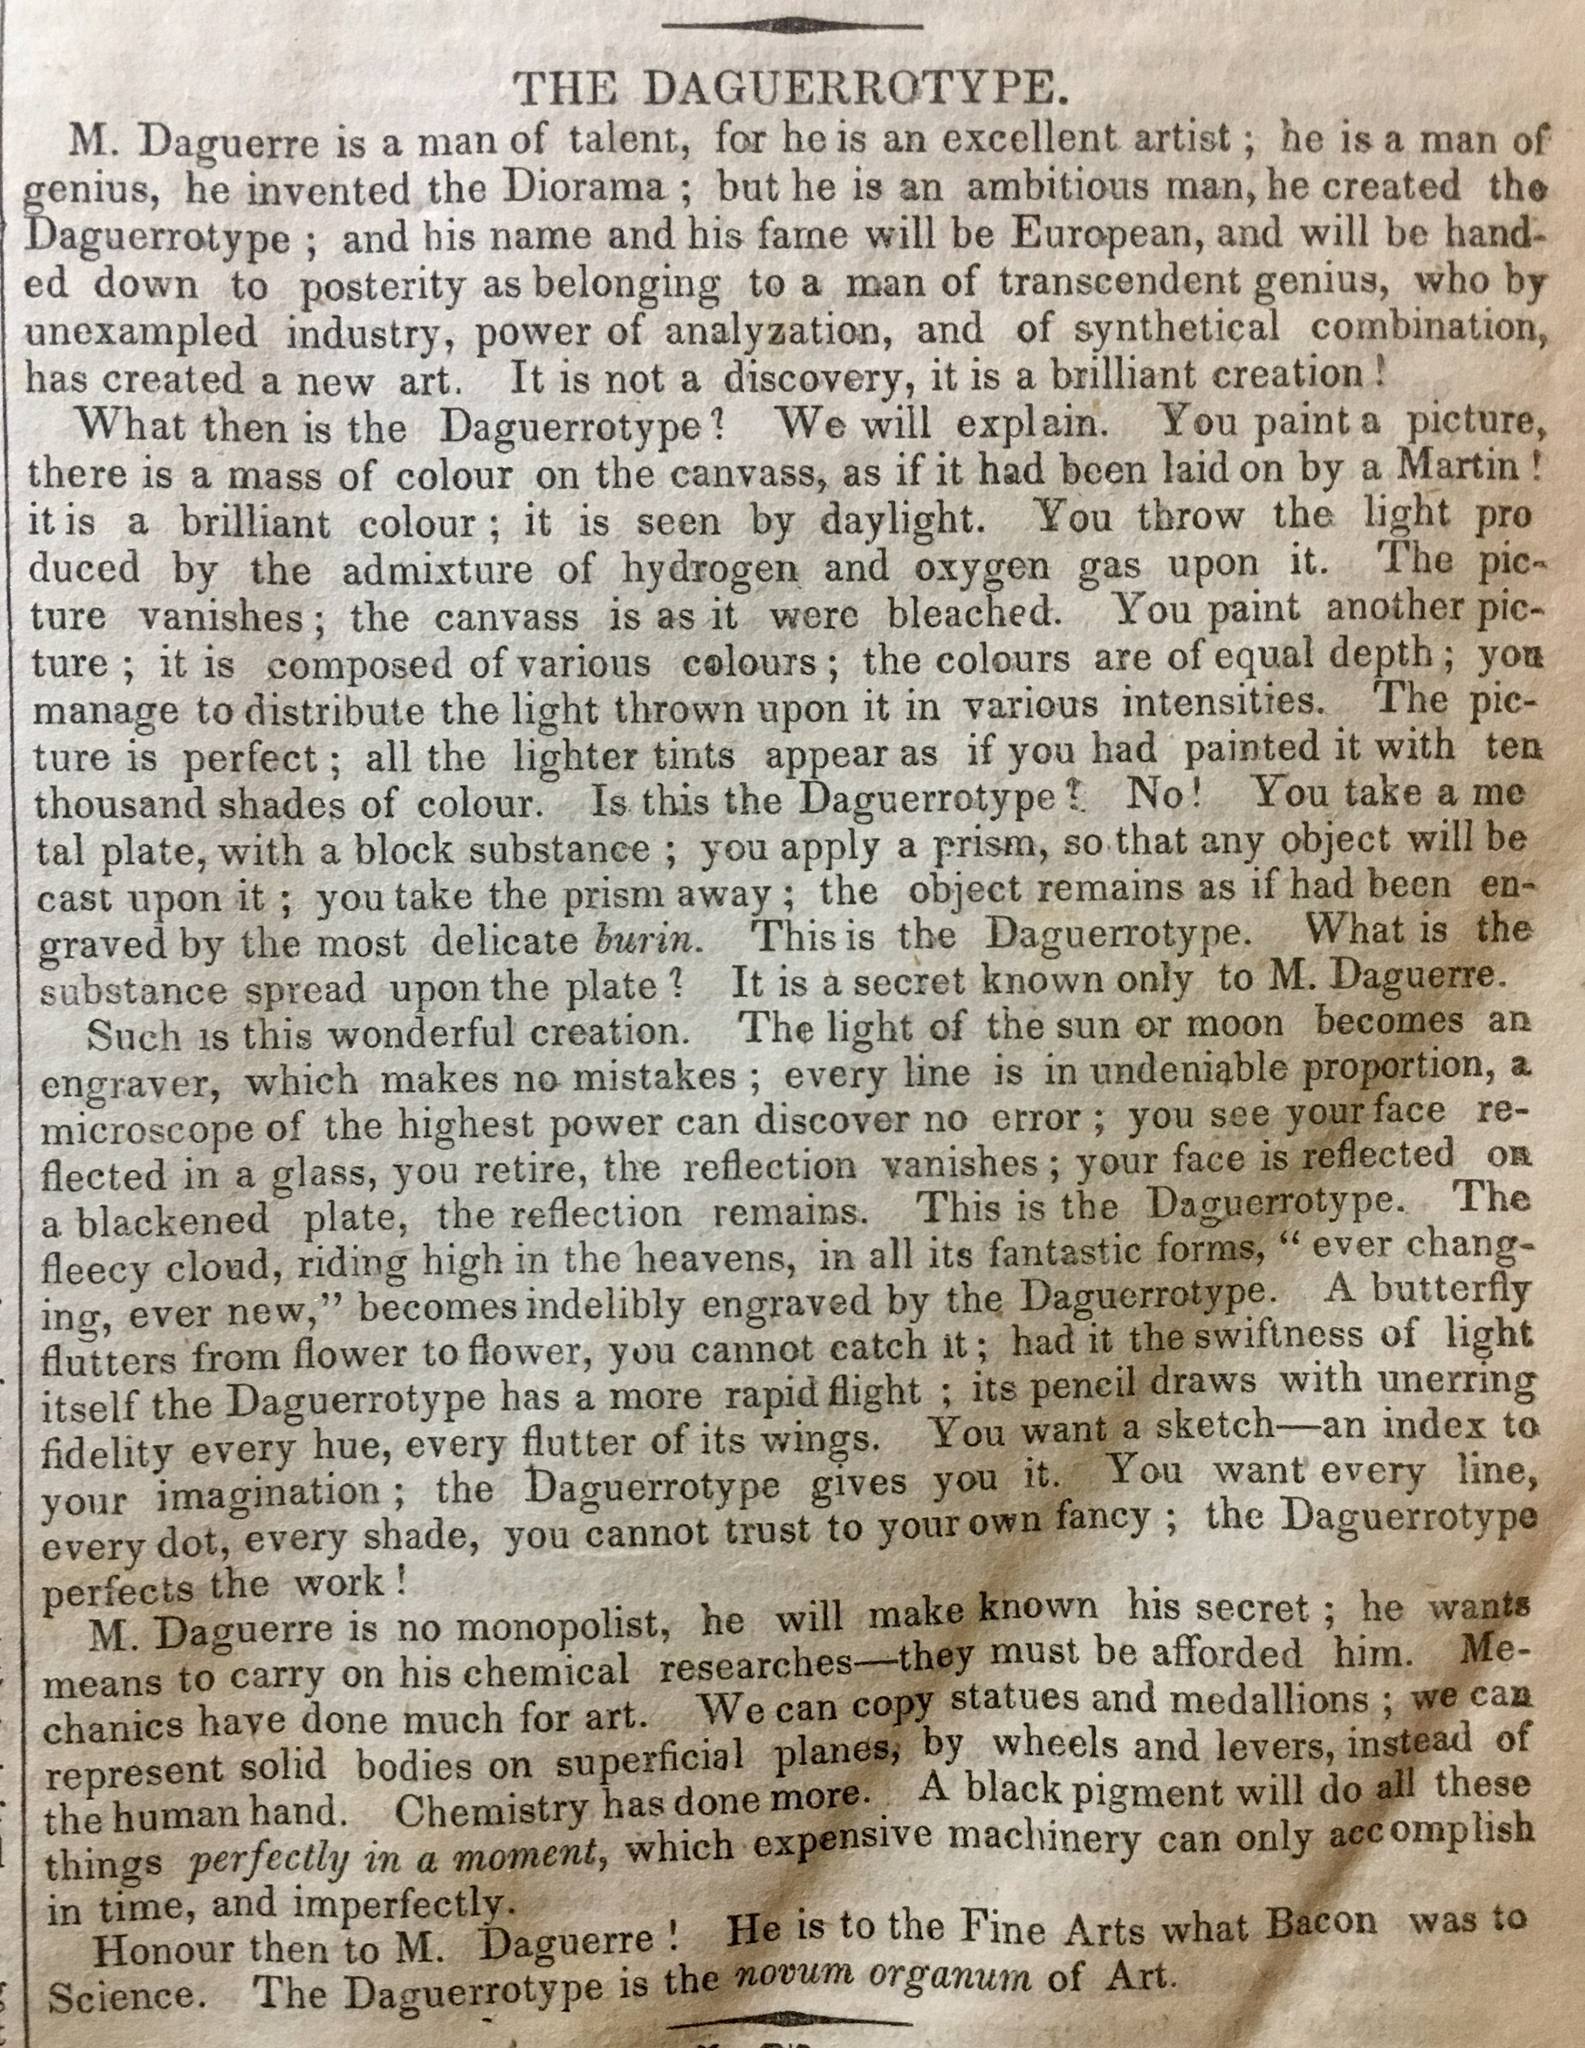 THE DAGUERROTYPE.
M. Daguerre is a man of talent, for he is an excellent artist ; he is a man of
genius, he invented the Diorama ; but he is an ambitious man, he created the
Daguerrotype ; and his name and his fame will be European, and will be hand-
ed down to posterity as belonging to a man of transcendent genius, who by
unexampled industry, power of analyzation, and of synthetical combination,
has created a new art. It is not a discovery, it is a brilliant creation !
What then is the Daguerrotype ? We will explain. You paint a picture,
there is a mass of colour on the canvass, as if it had been laid on by a Martin !
it is a brilliant colour ; it is seen by daylight. You throw the light pro
duced by the admixture of hydrogen and oxygen gas upon it. The pic-
ture vanishes ; the canvass is as it were bleached. You paint another pic-
ture ; it is composed of various colours ; the colours are of equal depth ; you
manage to distribute the light thrown upon it in various intensities. The pic-
ture is perfect ; all the lighter tints appear as if you had painted it with ten
thousand shades of colour. Is this the Daguerrotype ? No ! You take a me
tal plate, with a block substance ; you apply a prism, so that any object will be
cast upon it ; you take the prism away ; the object remains as if had been en-
graved by the most delicate burin. This is the Daguerrotype. What is the
substance spread upon the plate ? It is a secret known only to M. Daguerre.
Such is this wonderful creation. The light of the sun or moon becomes an
engraver, which makes no mistakes ; every line is in undeniable proportion, a
microscope of the highest power can discover no error ; you see your face re-
flected in a glass, you retire, the reflection vanishes ; your face is reflected on
a blackened plate, the reflection remains. This is the Daguerrotype. The
fleecy cloud, riding high in the heavens, in all its fantastic forms, “ ever chang-
ing, ever new,” becomes indelibly engraved by the Daguerrotype. A butterfly
flutters from flower to flower, you cannot catch it ; had it the swiftness of light
itself the Daguerrotype has a more rapid flight ; its pencil draws with unerring
fidelity every hue, every flutter of its wings. You want a sketch—an index to
your imagination ; the Daguerrotype gives you it. You want every line,
every dot, every shade, you cannot trust to your own fancy ; the Daguerrotype
perfects the work !
M. Daguerre is no monopolist, he will make known his secret ; he wants
means to carry on his chemical researches—they must be afforded him. Me-
chanics have done much for art. We can copy statues and medallions ; we can
represent solid bodies on superficial planes, by wheels and levers, instead of
the human hand. Chemistry has done more. A black pigment will do all these
things perfectly in a moment, which expensive machinery can only accomplish
in time, and imperfectly.
Honour then to M. Daguerre ! He is to the Fine Arts what Bacon was to
Science. The Daguerrotype is the novum organum of Art.